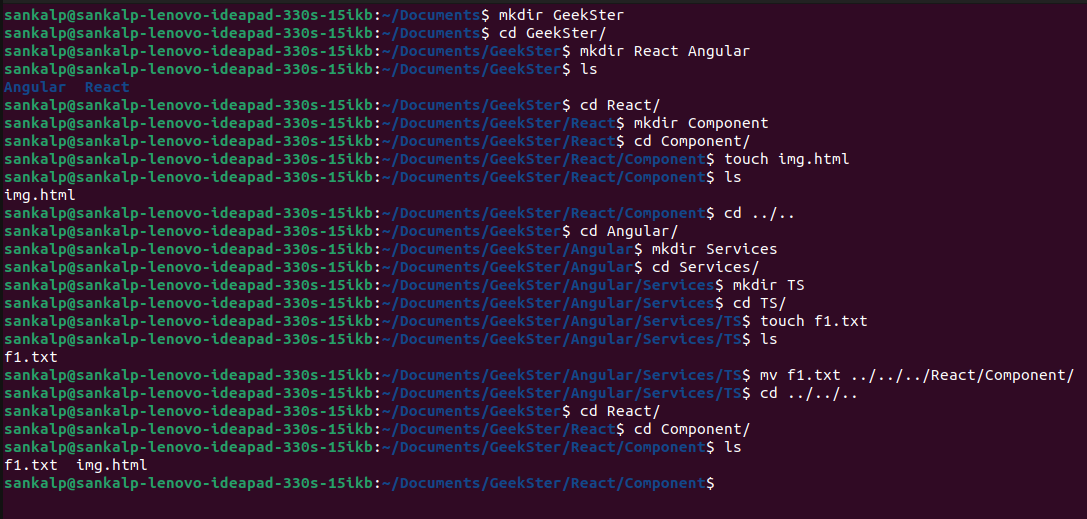 sankalp@sankalp-lenovo-ideapad-330s-15ikb:~/Documents$ mkdir GeekSter
sankalp@sankalp-lenovo-ideapad-330s-15ikb:~/Documents$ cd GeekSter/
sankalp@sankalp-lenovo-ideapad-330s-15ikb:~/Documents/GeekSter$ mkdir React Angular
sankalp@sankalp-lenovo-ideapad-330s-15ikb:~/Documents/GeekSter$ ls
Angular  React
sankalp@sankalp-lenovo-ideapad-330s-15ikb:~/Documents/GeekSter$ cd React/
sankalp@sankalp-lenovo-ideapad-330s-15ikb:~/Documents/GeekSter/React$ mkdir Component
sankalp@sankalp-lenovo-ideapad-330s-15ikb:~/Documents/GeekSter/React$ cd Component/
sankalp@sankalp-lenovo-ideapad-330s-15ikb:~/Documents/GeekSter/React/Component$ touch img.html
sankalp@sankalp-lenovo-ideapad-330s-15ikb:~/Documents/GeekSter/React/Component$ ls
img.html
sankalp@sankalp-lenovo-ideapad-330s-15ikb:~/Documents/GeekSter/React/Component$ cd ../..
sankalp@sankalp-lenovo-ideapad-330s-15ikb:~/Documents/GeekSter$ cd Angular/
sankalp@sankalp-lenovo-ideapad-330s-15ikb:~/Documents/GeekSter/Angular$ mkdir Services
sankalp@sankalp-lenovo-ideapad-330s-15ikb:~/Documents/GeekSter/Angular$ cd Services/
sankalp@sankalp-lenovo-ideapad-330s-15ikb:~/Documents/GeekSter/Angular/Services$ mkdir TS
sankalp@sankalp-lenovo-ideapad-330s-15ikb:~/Documents/GeekSter/Angular/Services$ cd TS/
sankalp@sankalp-lenovo-ideapad-330s-15ikb:~/Documents/GeekSter/Angular/Services/TS$ touch f1.txt
sankalp@sankalp-lenovo-ideapad-330s-15ikb:~/Documents/GeekSter/Angular/Services/TS$ ls
f1.txt
sankalp@sankalp-lenovo-ideapad-330s-15ikb:~/Documents/GeekSter/Angular/Services/TS$ mv f1.txt ../../../React/Component/
sankalp@sankalp-lenovo-ideapad-330s-15ikb:~/Documents/GeekSter/Angular/Services/TS$ cd ../../..
sankalp@sankalp-lenovo-ideapad-330s-15ikb:~/Documents/GeekSter$ cd React/
sankalp@sankalp-lenovo-ideapad-330s-15ikb:~/Documents/GeekSter/React$ cd Component/
sankalp@sankalp-lenovo-ideapad-330s-15ikb:~/Documents/GeekSter/React/Component$ ls
f1.txt  img.html
sankalp@sankalp-lenovo-ideapad-330s-15ikb:~/Documents/GeekSter/React/Component$